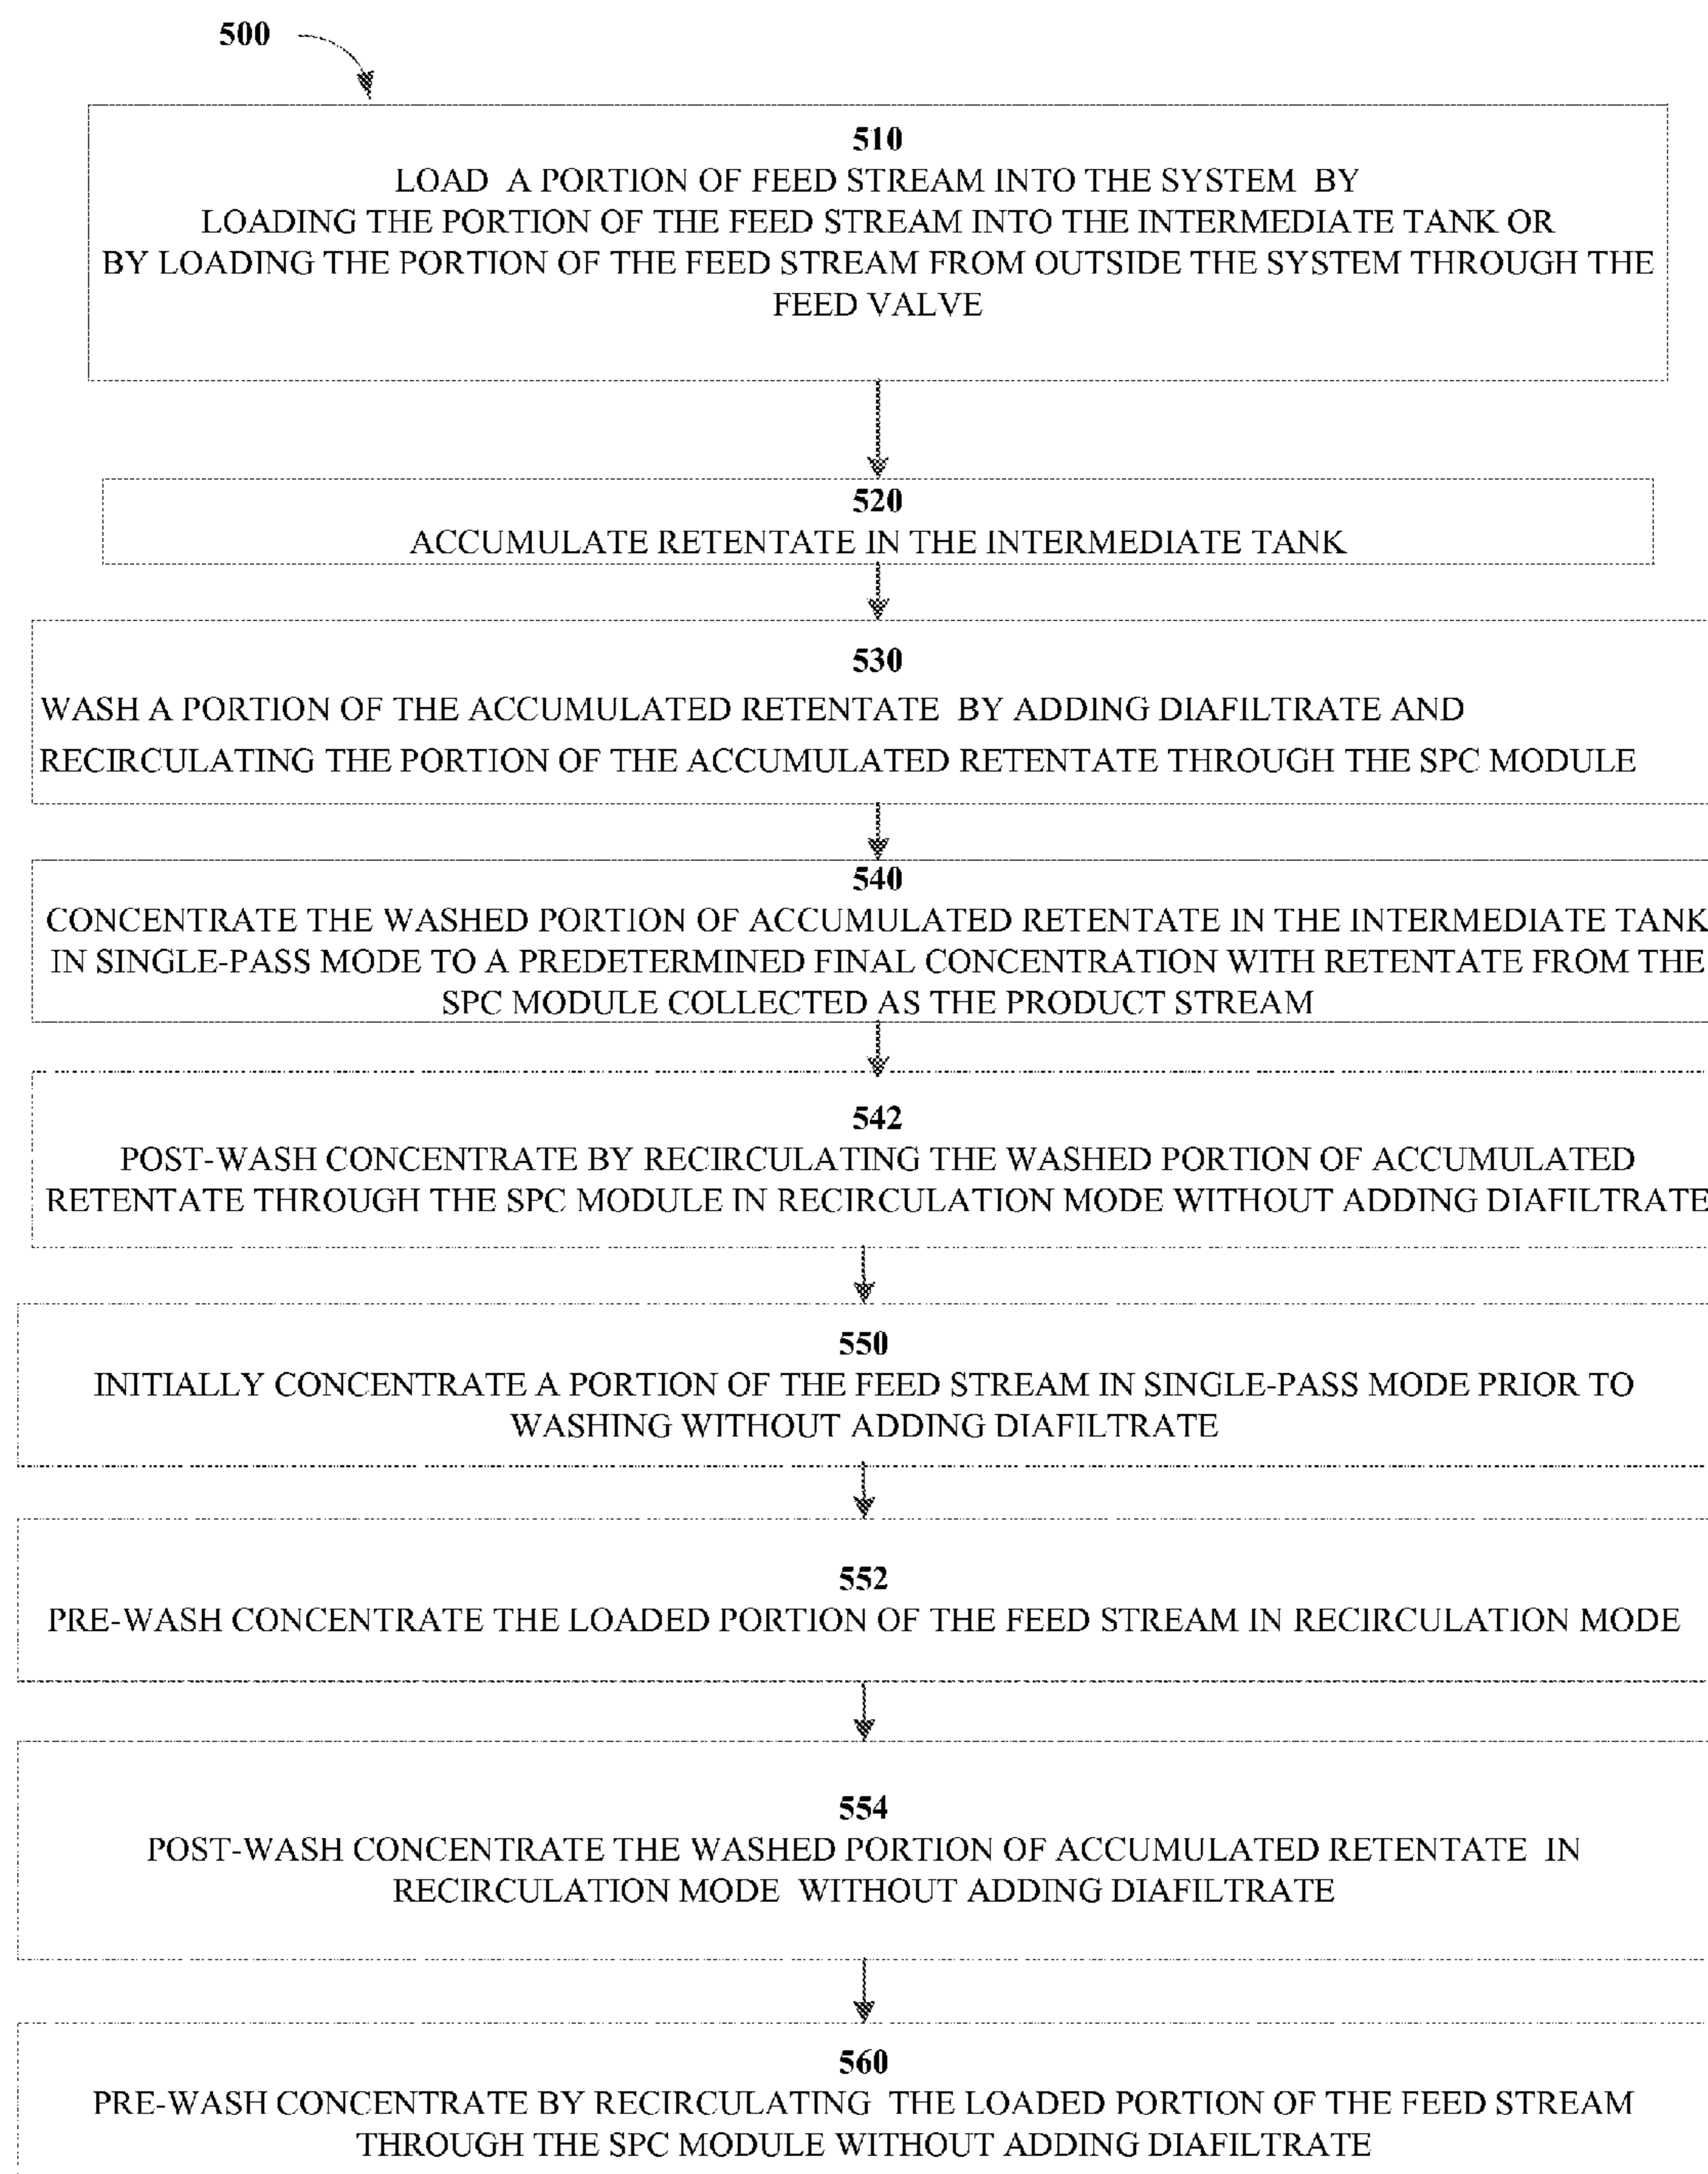 500
510
LOAD A PORTION OF FEED STREAM INTO THE SYSTEM BY
LOADING THE PORTION OF THE FEED STREAM INTO THE INTERMEDIATE TANK OR
BY LOADING THE PORTION OF THE FEED STREAM FROM OUTSIDE THE SYSTEM THROUGH THE
FEED VALVE
520
ACCUMULATE RETENTATE IN THE INTERMEDIATE TANK
530
WASH A PORTION OF THE ACCUMULATED RETENTATE BY ADDING DIAFILTRATE AND
RECIRCULATING THE PORTION OF THE ACCUMULATED RETENTATE THROUGH THE SPC MODULE
540
CONCENTRATE THE WASHED PORTION OF ACCUMULATED RETENTATE IN THE INTERMEDIATE TANK
IN SINGLE-PASS MODE TO A PREDETERMINED FINAL CONCENTRATION WITH RETENTATE FROM THE
SPC MODULE COLLECTED AS THE PRODUCT STREAM
542
POST-WASH CONCENTRATE BY RECIRCULATING THE WASHED PORTION OF ACCUMULATED
RETENTATE THROUGH THE SPC MODULE IN RECIRCULATION MODE WITHOUT ADDING DIAFILTRATE
550
INITIALLY CONCENTRATE A PORTION OF THE FEED STREAM IN SINGLE-PASS MODE PRIOR TO
WASHING WITHOUT ADDING DIAFILTRATE
552
PRE-WASH CONCENTRATE THE LOADED PORTION OF THE FEED STREAM IN RECIRCULATION MODE
554
POST-WASH CONCENTRATE THE WASHED PORTION OF ACCUMULATED RETENTATE IN
RECIRCULATION MODE WITHOUT ADDING DIAFILTRATE
560
PRE-WASH CONCENTRATE BY RECIRCULATING THE LOADED PORTION OF THE FEED STREAM
THROUGH THE SPC MODULE WITHOUT ADDING DIAFILTRATE